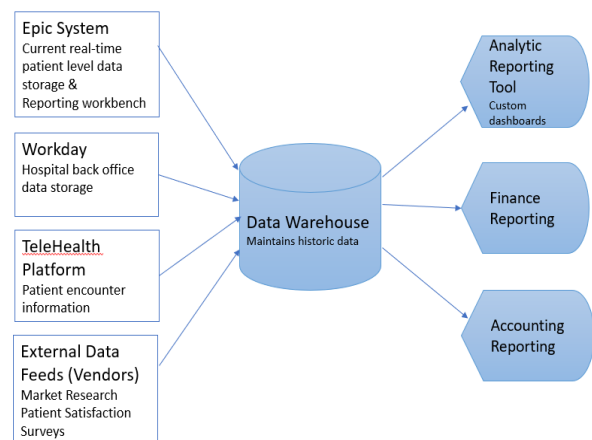 Epic System
Current real-time
patient level data
storage &
Reporting workbench
Workday
Hospital back office
data storage
TeleHealth
Platform
Patient encounter
information
External Data
Feeds (Vendors)
Market Research
Patient Satisfaction
Surveys
Data Warehouse
Maintains historic data
Analytic
Reporting
Tool
Custom
dashboards
Finance
Reporting
Accounting
Reporting